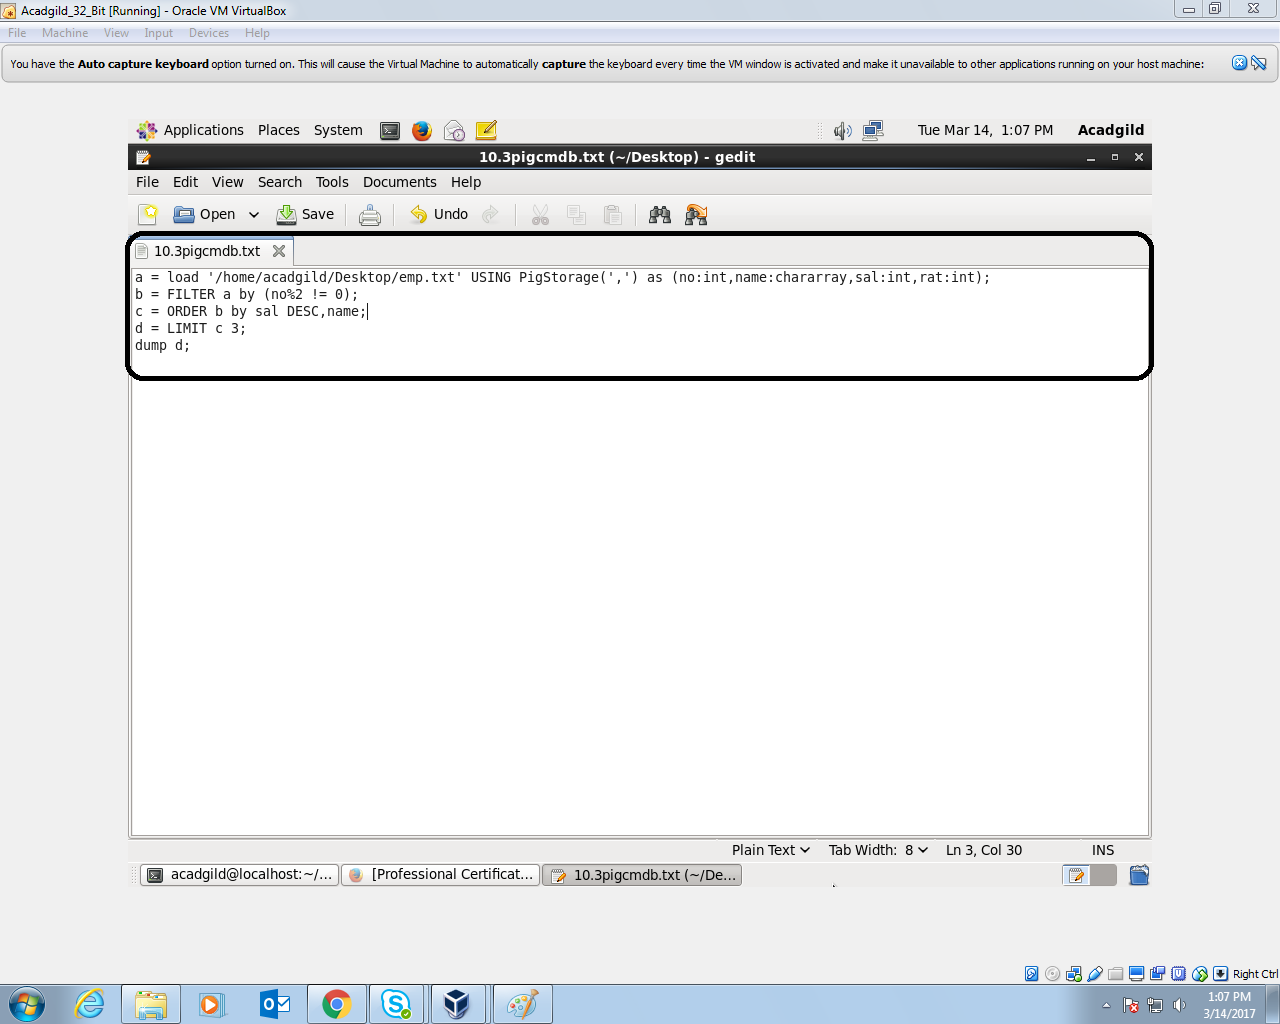 Acadgild_32_Bit [Running] - Oracle VM VirtualBox
File Machine View Input Devices Help
You have the Auto capture keyboard option turned on. This will cause the Virtual Machine to automatically capture the keyboard every time the VM window is activated and make it unavailable to other applications running on your host machine:
Applications Places System Tue Mar 14, 1:07 PM Acadgild
10.3pigcmdb.txt (~/Desktop) - gedit
File Edit View Search Tools Documents Help
Open Save Undo
10.3pigcmdb.txt
a = load '/home/acadgild/Desktop/emp.txt' USING PigStorage(',') as (no:int,name:chararray,sal:int,rat:int);
b = FILTER a by (no%2 != 0);
c = ORDER b by sal DESC,name;
d = LIMIT c 3;
dump d;
Plain Text Tab Width: 8 Ln 3, Col 30 INS
acadgild@localhost:~/... [Professional Certificat... 10.3pigcmdb.txt (~/De...
Right Ctrl
1:07 PM
3/14/2017